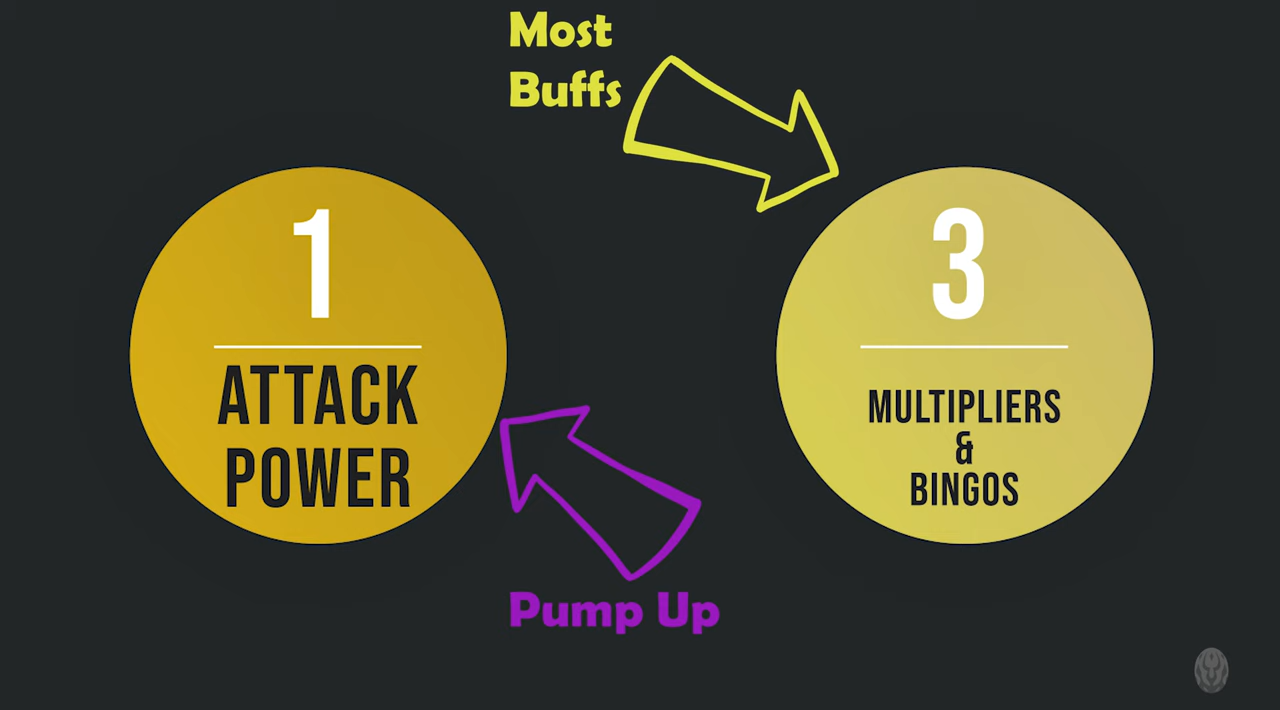 Most
Buffs
1
ATTACK
POWER
3
MULTIPLIERS
&
BINGOS
Pump Up